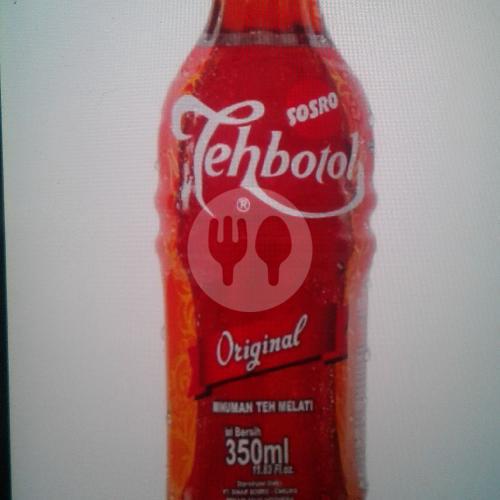 SOSRO
Tehbotol
®
Original
MINUMAN TEH MELATI
Isi Bersih
350ml
11.83 Fl.oz.